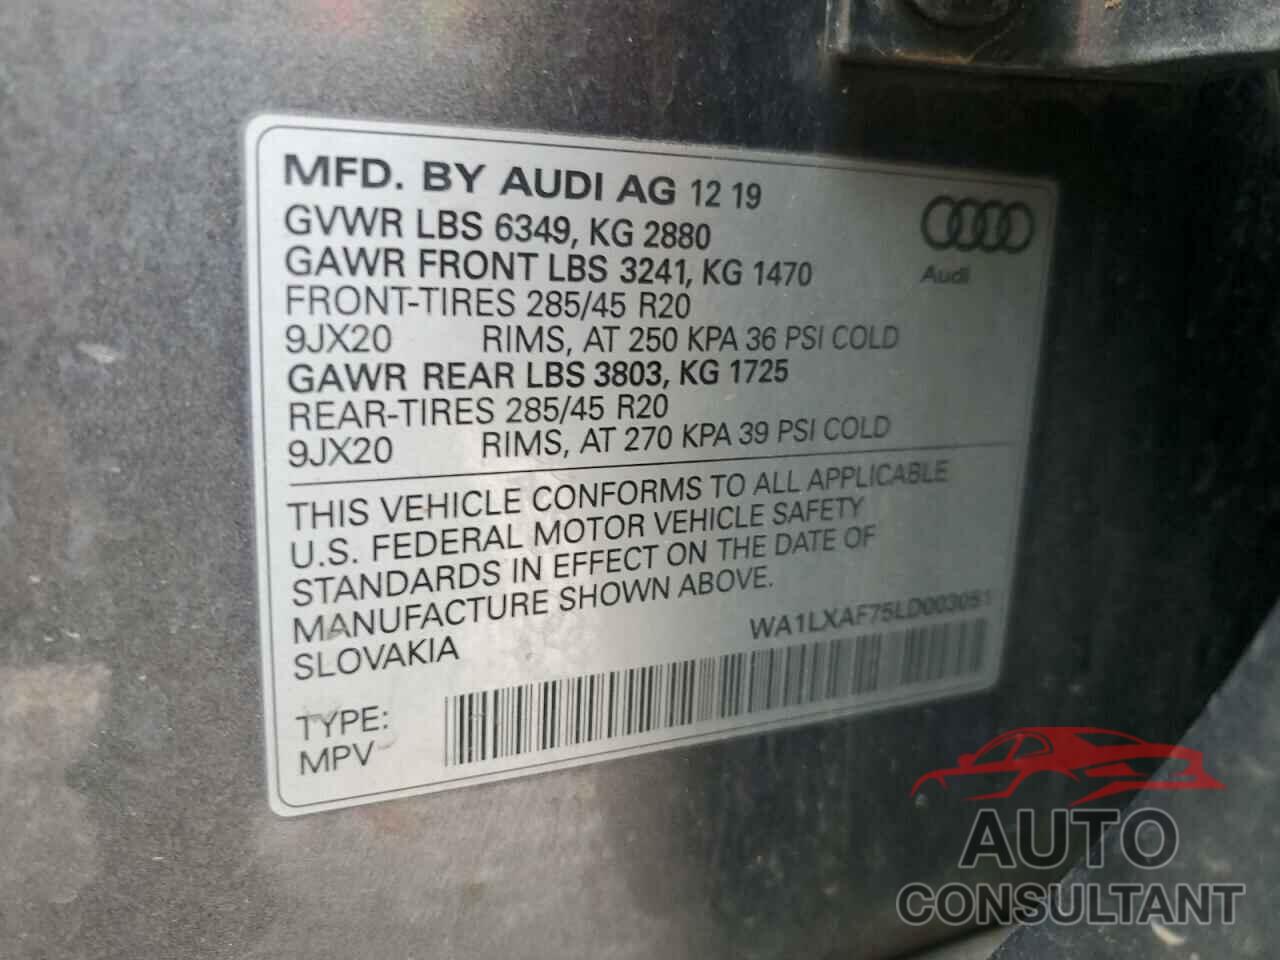 MFD. BY AUDI AG 12 19
GVWR LBS 6349, KG 2880
GAWR FRONT LBS 3241, KG 1470
FRONT-TIRES 285/45 R20
9JX20 RIMS, AT 250 KPA 36 PSI COLD
GAWR REAR LBS 3803, KG 1725
REAR-TIRES 285/45 R20
9JX20 RIMS, AT 270 KPA 39 PSI COLD
Audi
THIS VEHICLE CONFORMS TO ALL APPLICABLE
U.S. FEDERAL MOTOR VEHICLE SAFETY
STANDARDS IN EFFECT ON THE DATE OF
MANUFACTURE SHOWN ABOVE.
SLOVAKIA
WA1LXAF75LD003051
TYPE:
MPV
AUTO
CONSULTANT